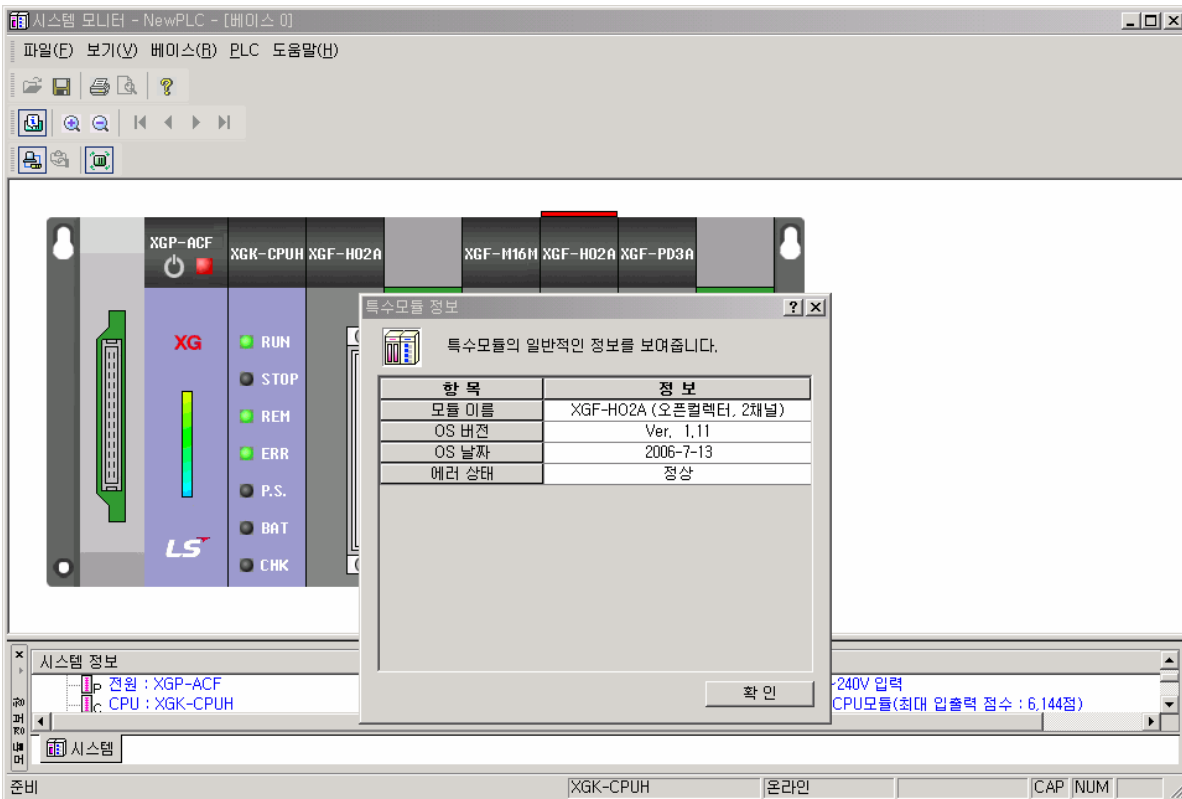 시스템 모니터 - NewPLC - [베이스 0]
파일(F) 보기(V) 베이스(B) PLC 도움말(H)
XGP-ACF
XGK-CPUH
XGF-HO2A
XGF-M16M
XGF-HO2A
XGF-PD3A
XG
RUN
STOP
REM
ERR
P.S.
BAT
CHK
LS
특수모듈 정보
특수모듈의 일반적인 정보를 보여줍니다.
항 목 정 보
모듈 이름 XGF-HO2A (오픈컬렉터, 2채널)
OS 버전 Ver. 1.11
OS 날짜 2006-7-13
에러 상태 정상
확 인
시스템 정보
전원 : XGP-ACF
~240V 입력
CPU : XGK-CPUH
CPU모듈(최대 입출력 점수 : 6,144점)
시스템
준비 XGK-CPUH 온라인 CAP NUM